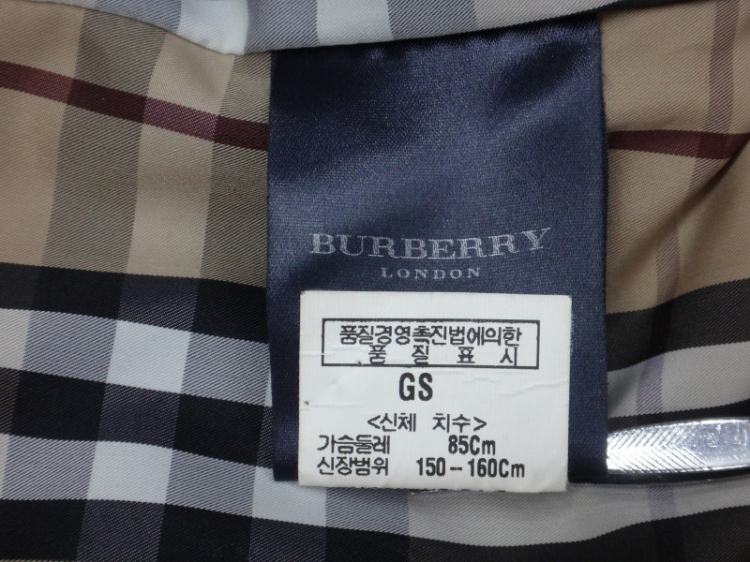 BURBERRY
LONDON
품질경영촉진법에의한
품 질 표 시
GS
<신체 치수>
가슴둘레 85Cm
신장범위 150-160Cm